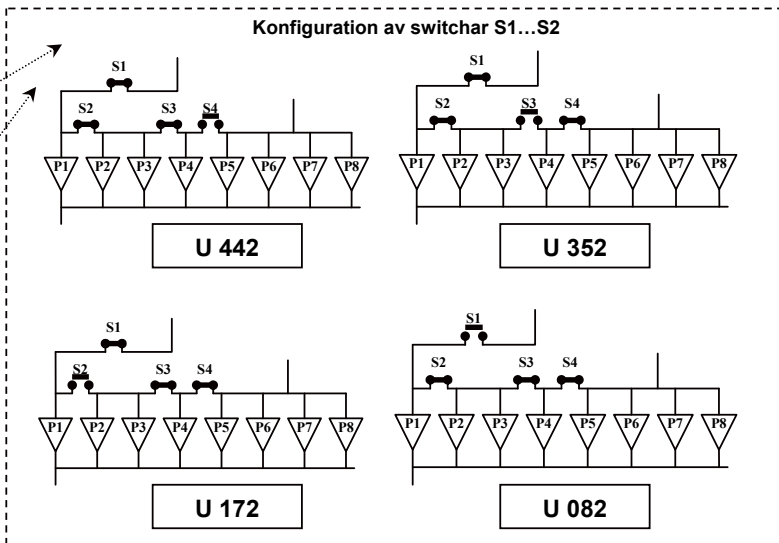 Konfiguration av switchar S1...S2
S1
S2 S3 S4
P1 P2 P3 P4 P5 P6 P7 P8
U 442
S1
S2 S3 S4
P1 P2 P3 P4 P5 P6 P7 P8
U 352
S1
S2 S3 S4
P1 P2 P3 P4 P5 P6 P7 P8
U 172
S1
S2 S3 S4
P1 P2 P3 P4 P5 P6 P7 P8
U 082